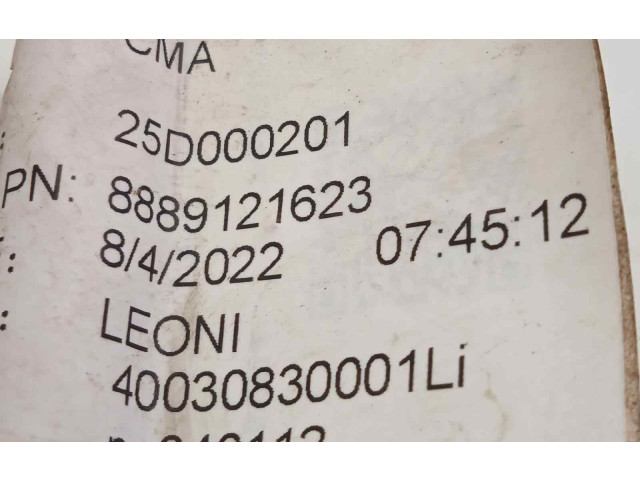 CMA
25D000201
PN: 8889121623
8/4/2022 07:45:12
LEONI
40030830001Li